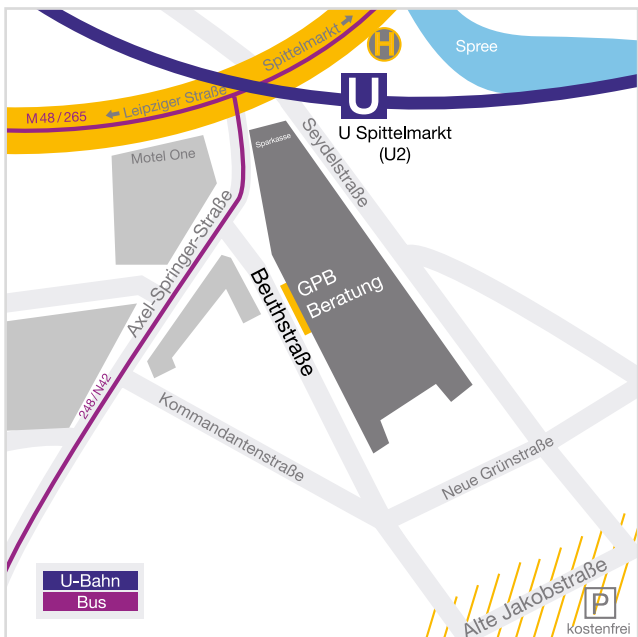 Spittelmarkt
H
Spree
M48/265
Leipziger Straße
U
U Spittelmarkt
(U2)
Sparkasse
Seydelstraße
Motel One
Axel-Springer-Straße
GPB
Beratung
Beuthstraße
248/N42
Kommandantenstraße
Neue Grünstraße
U-Bahn
Bus
Alte Jakobstraße
P
kostenfrei